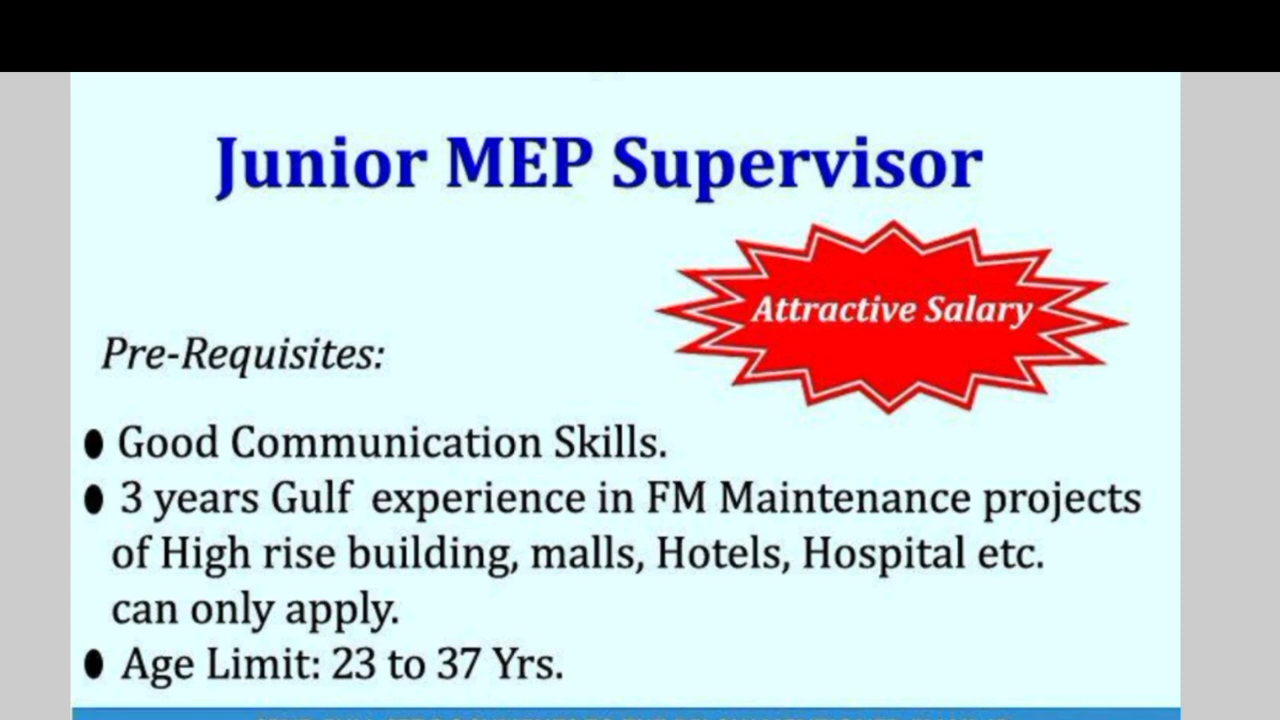 Junior MEP Supervisor
Attractive Salary
Pre-Requisites:
● Good Communication Skills.
● 3 years Gulf experience in FM Maintenance projects
of High rise building, malls, Hotels, Hospital etc.
can only apply.
● Age Limit: 23 to 37 Yrs.